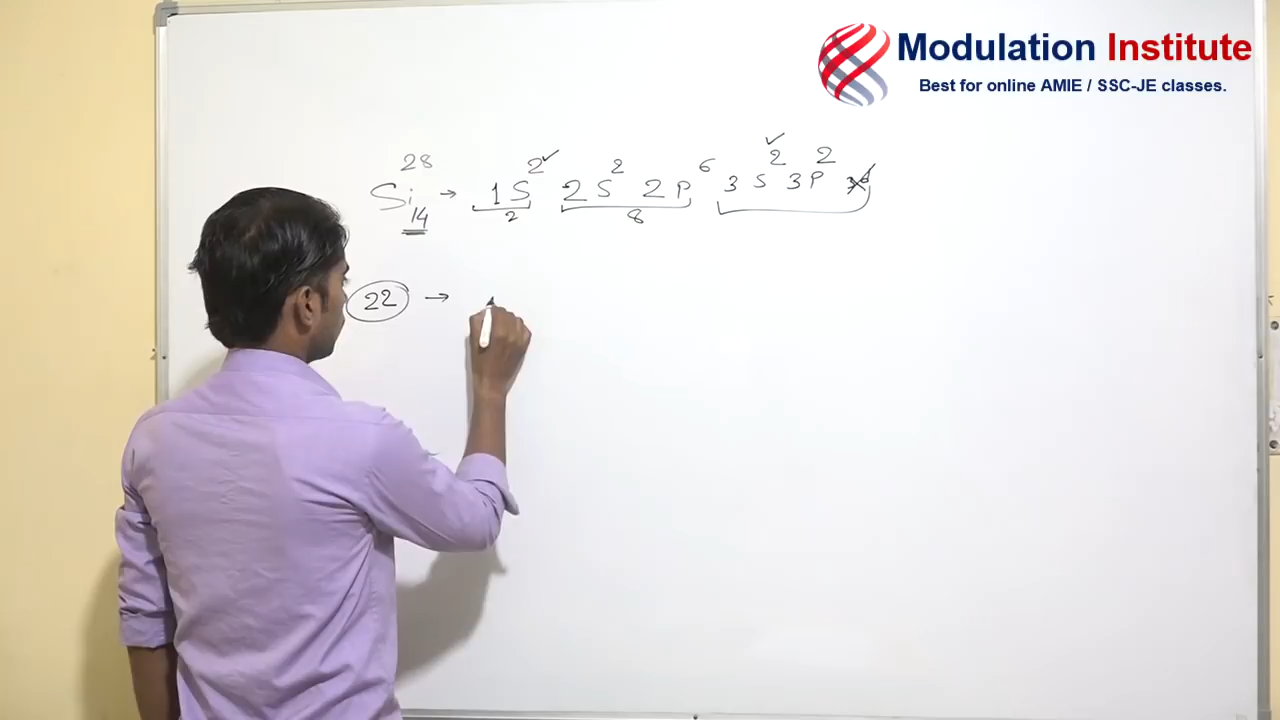 Modulation Institute
Best for online AMIE / SSC-JE classes.
28
Si → 1S² 2S² 2P⁶ 3S² 3P²
14
2 8
22 →